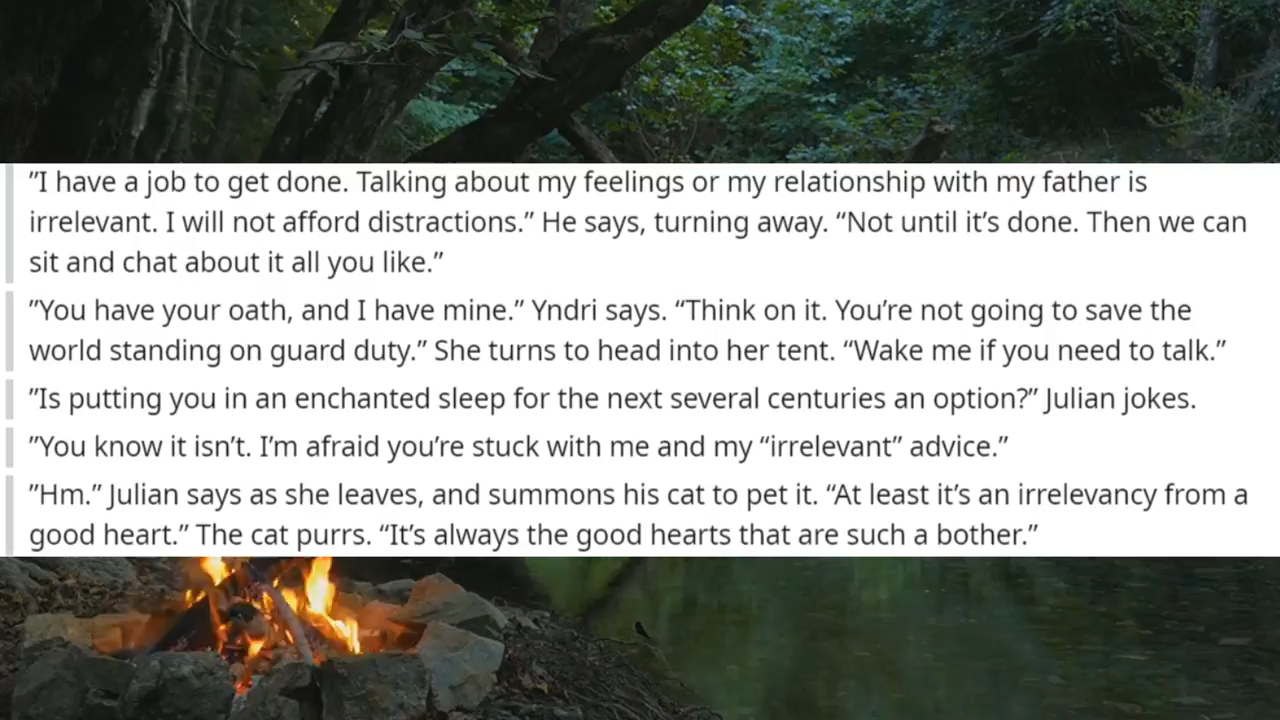 ”I have a job to get done. Talking about my feelings or my relationship with my father is
irrelevant. I will not afford distractions.” He says, turning away. “Not until it’s done. Then we can
sit and chat about it all you like.”
”You have your oath, and I have mine.” Yndri says. “Think on it. You’re not going to save the
world standing on guard duty.” She turns to head into her tent. “Wake me if you need to talk.”
”Is putting you in an enchanted sleep for the next several centuries an option?” Julian jokes.
”You know it isn’t. I’m afraid you’re stuck with me and my “irrelevant” advice.”
”Hm.” Julian says as she leaves, and summons his cat to pet it. “At least it’s an irrelevancy from a
good heart.” The cat purrs. “It’s always the good hearts that are such a bother.”